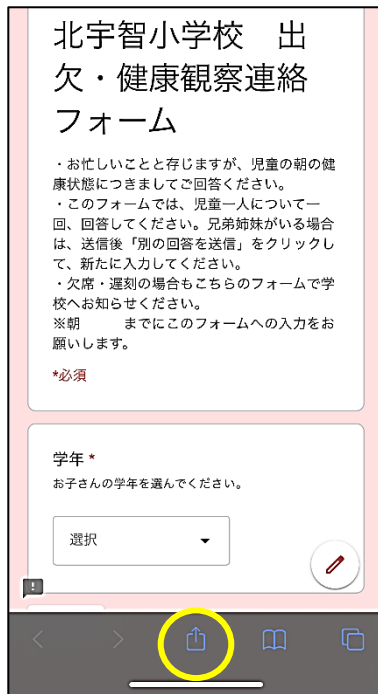 北宇智小学校　出
欠・健康観察連絡
フォーム
・お忙しいことと存じますが、児童の朝の健
康状態につきましてご回答ください。
・このフォームでは、児童一人について一
回、回答してください。兄弟姉妹がいる場合
は、送信後「別の回答を送信」をクリックし
て、新たに入力してください。
・欠席・遅刻の場合もこちらのフォームで学
校へお知らせください。
※朝　　　までにこのフォームへの入力をお
願いします。
*必須
学年 *
お子さんの学年を選んでください。
選択